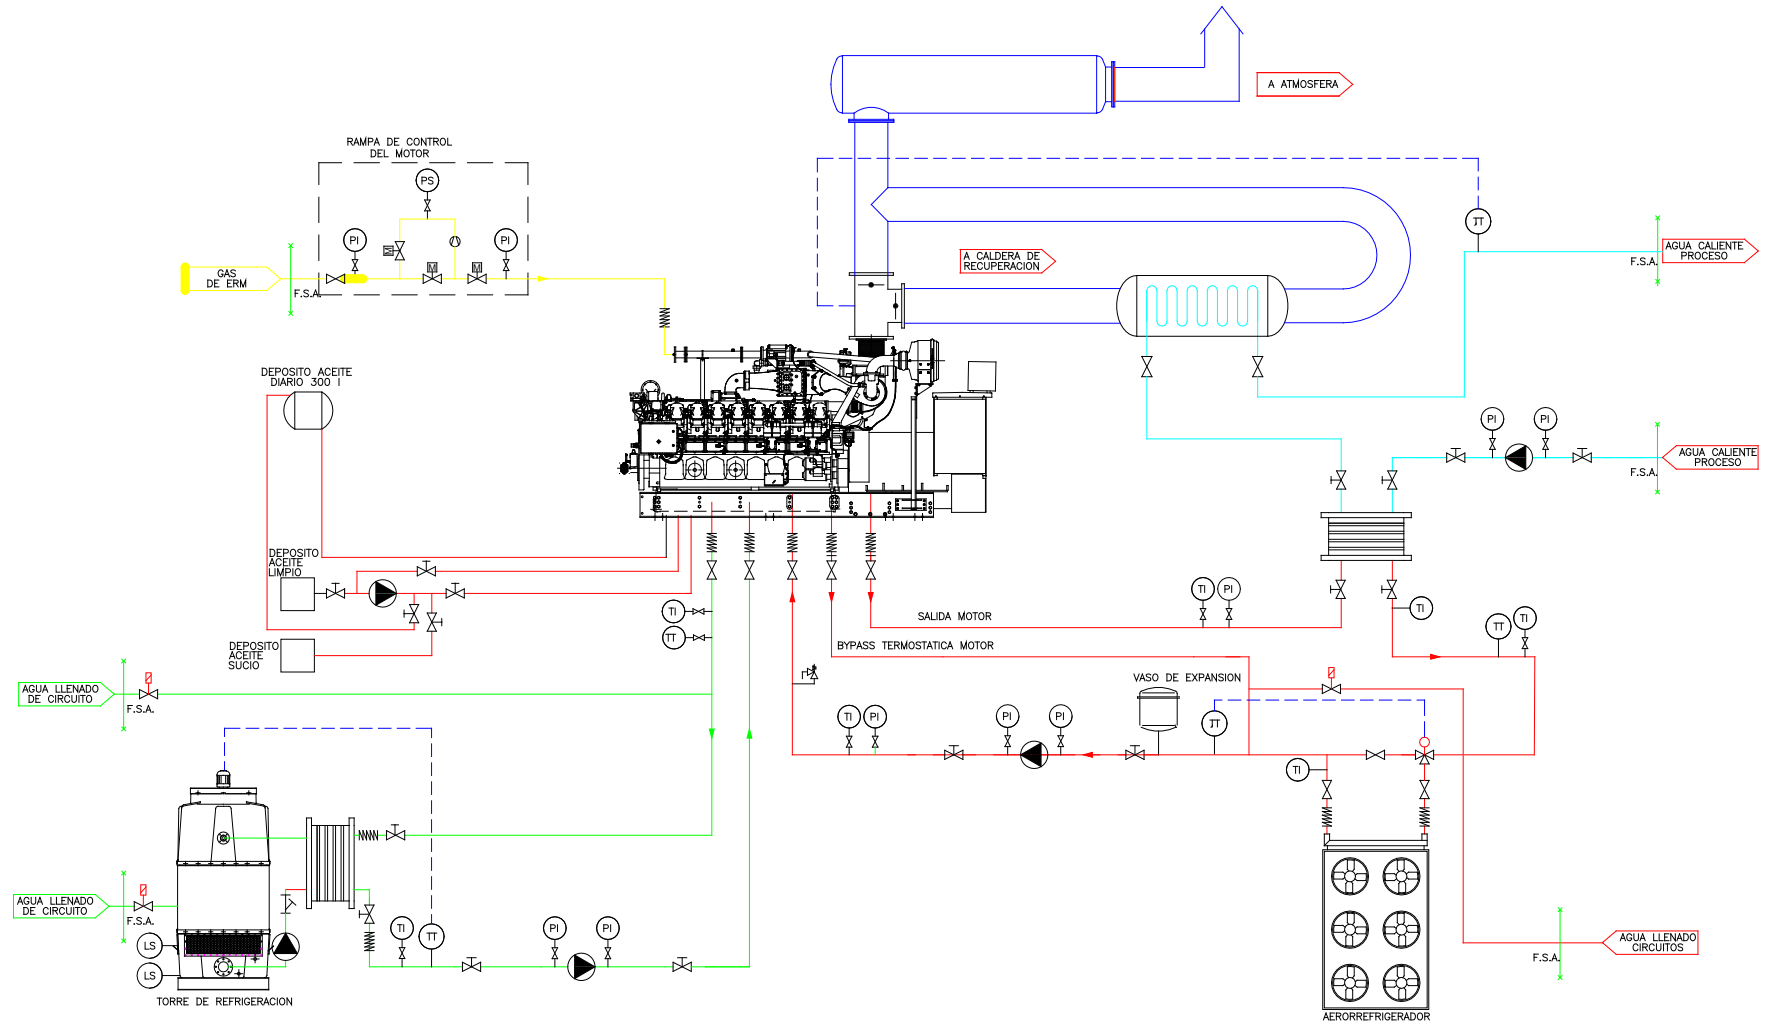 A ATMOSFERA
RAMPA DE CONTROL
DEL MOTOR
PS
PI
PI
GAS
DE ERM
F.S.A.
A CALDERA DE
RECUPERACION
TT
AGUA CALIENTE
PROCESO
F.S.A.
DEPOSITO ACEITE
DIARIO 300 l
M
M
M
PI
PI
AGUA CALIENTE
PROCESO
F.S.A.
DEPOSITO
ACEITE
LIMPIO
DEPOSITO
ACEITE
SUCIO
TI
TT
SALIDA MOTOR
TI
PI
TI
TT
TI
BYPASS TERMOSTATICA MOTOR
VASO DE EXPANSION
AGUA LLENADO
DE CIRCUITO
F.S.A.
TI
PI
PI
PI
TT
TI
AGUA LLENADO
DE CIRCUITO
F.S.A.
LS
LS
TI
TT
PI
PI
TORRE DE REFRIGERACION
AGUA LLENADO
CIRCUITOS
F.S.A.
AERORREFRIGERADOR